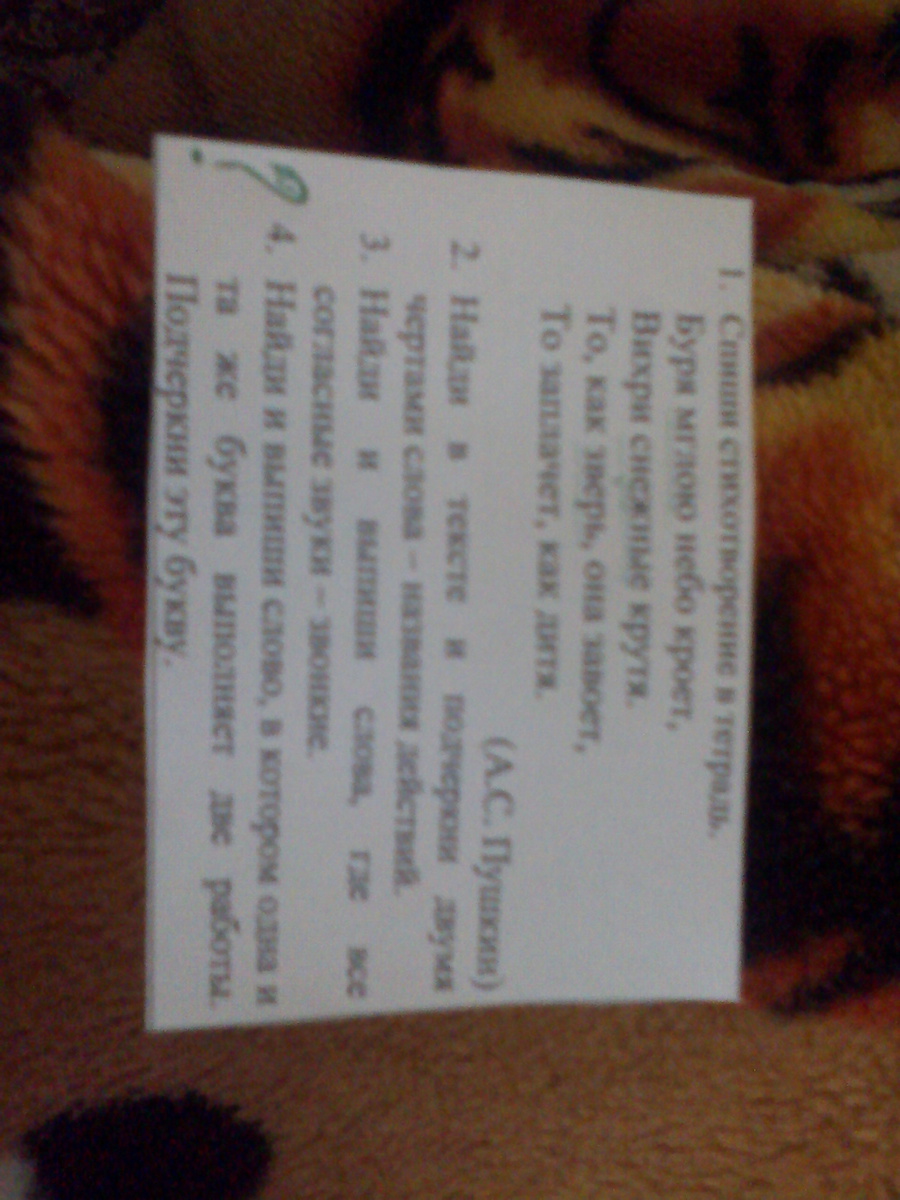 1. Спиши стихотворение в тетрадь.
Буря мглою небо кроет,
Вихри снежные крутя.
То, как зверь, она завоет,
То заплачет, как дитя.
(А.С. Пушкин)
2. Найди в тексте и подчеркни двумя
чертами слова – названия действий.
3. Найди и выпиши слова, где все
согласные звуки – звонкие.
? 4. Найди и выпиши слово, в котором одна и
та же буква выполняет две работы.
Подчеркни эту букву.